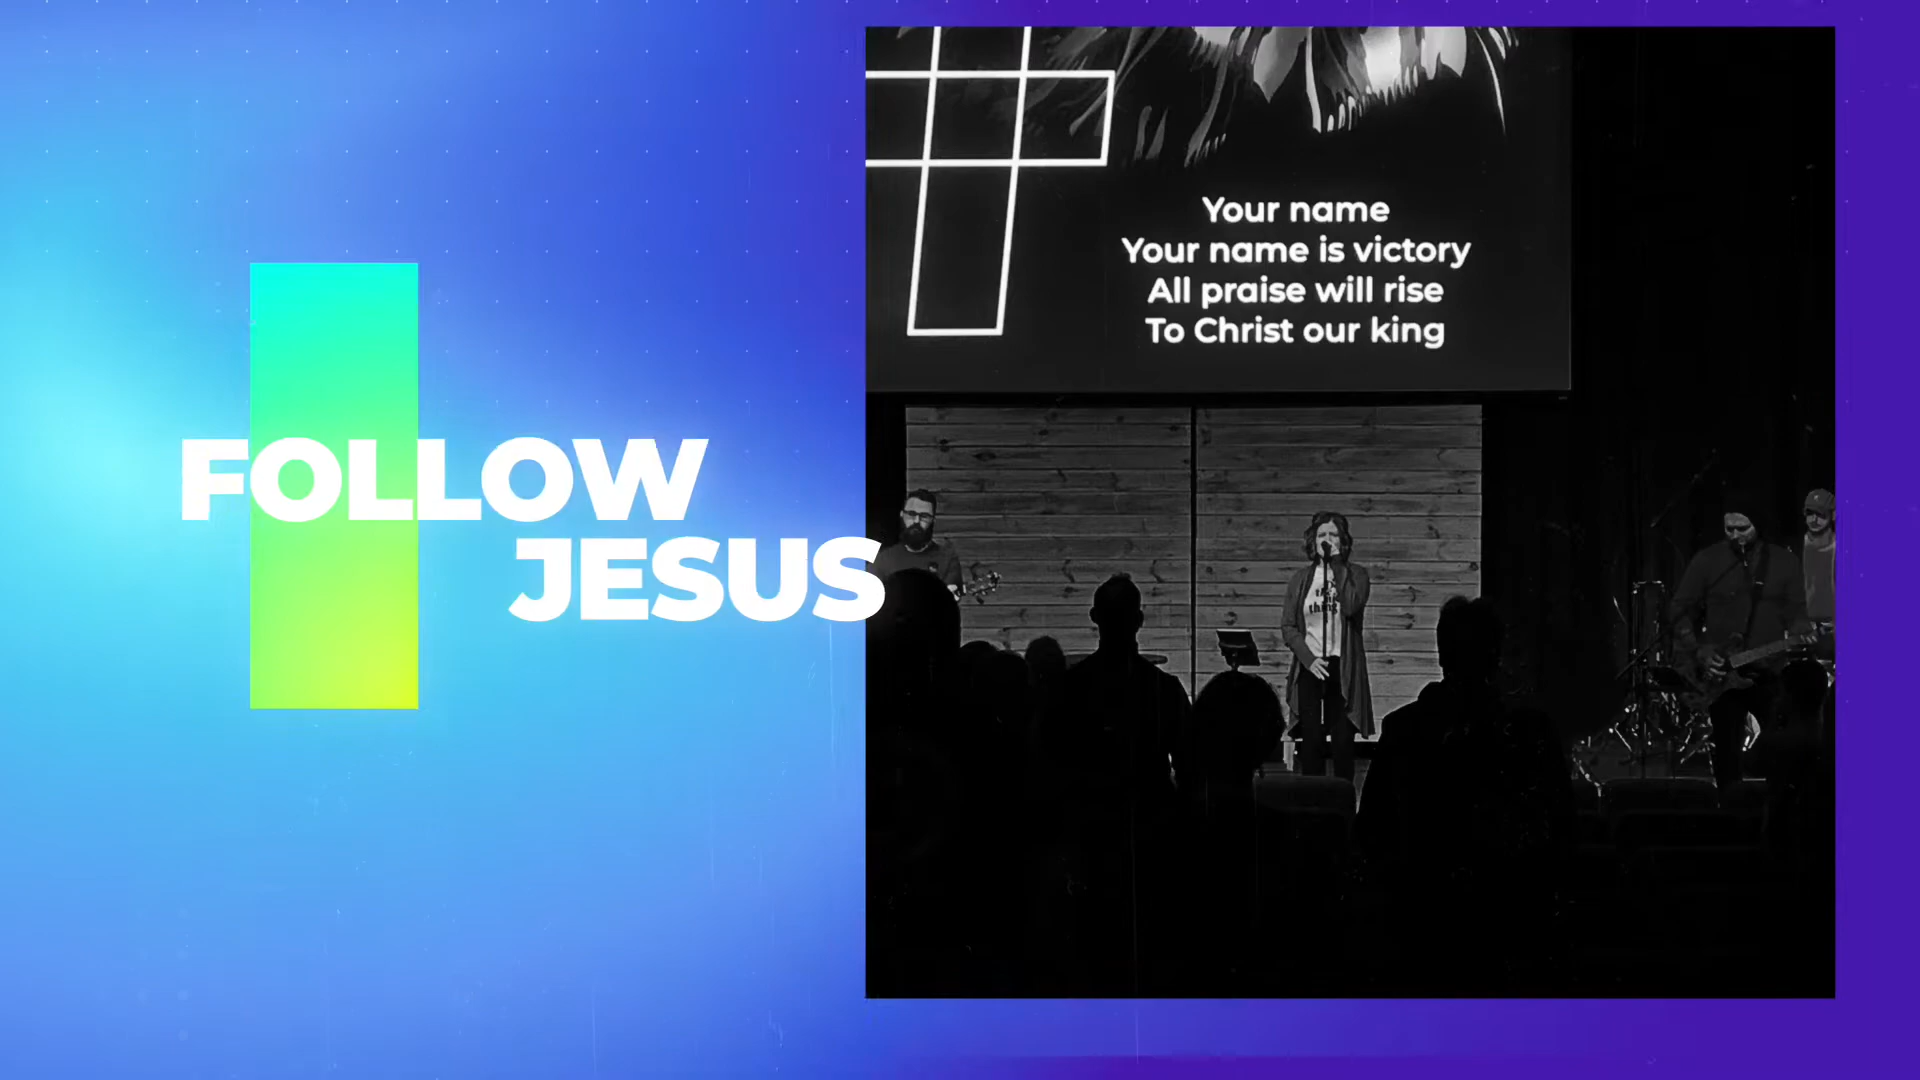 FOLLOW
JESUS
Your name
Your name is victory
All praise will rise
To Christ our king